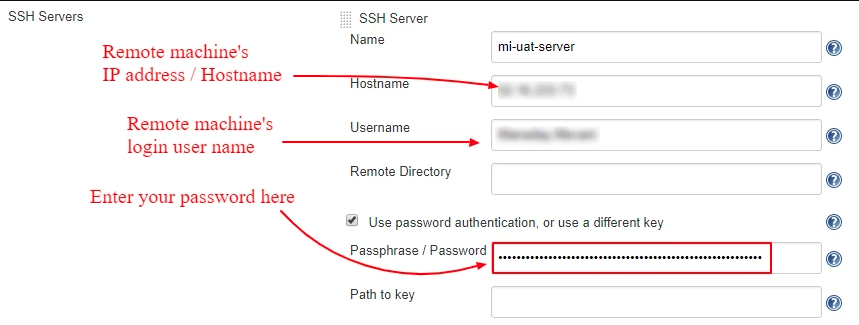 SSH Servers
SSH Server
Name
mi-uat-server
Remote machine's
IP address / Hostname
Hostname
Remote machine's
login user name
Username
Remote Directory
Enter your password here
Use password authentication, or use a different key
Passphrase / Password
Path to key